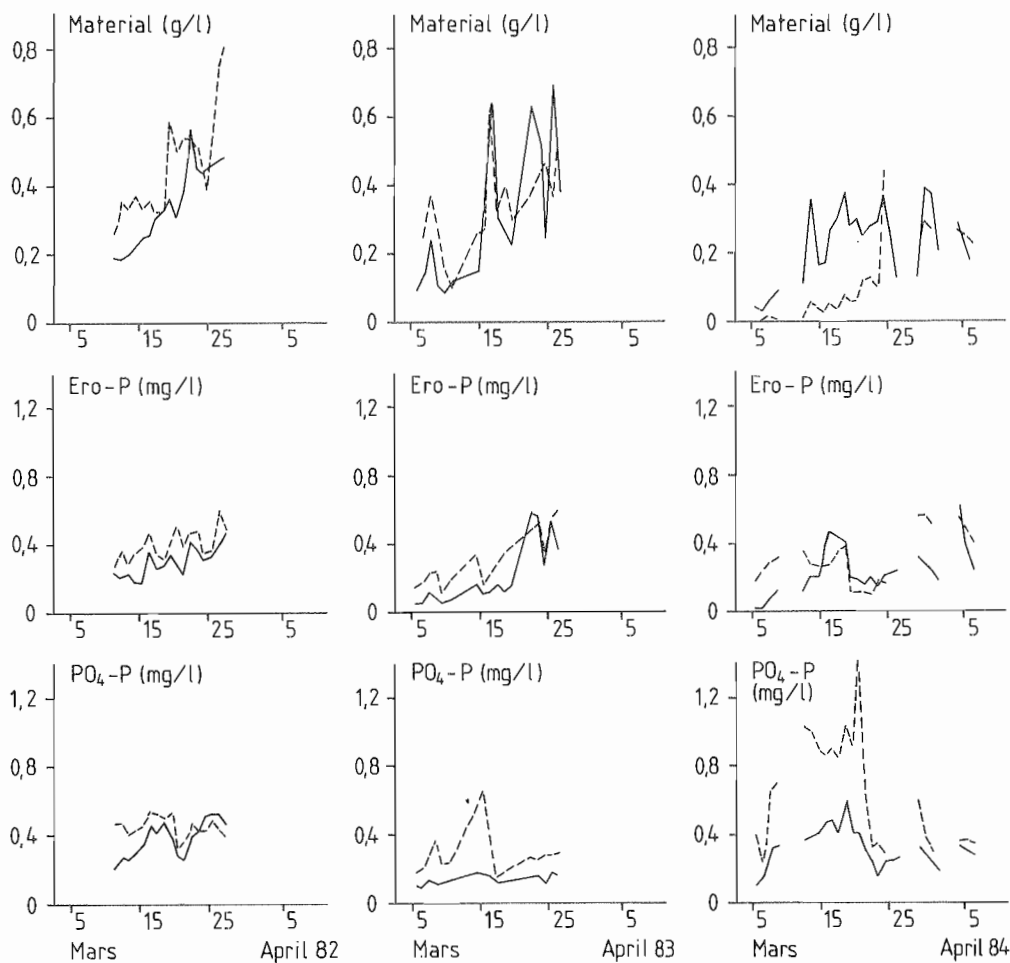 Material (g/l)
0,8
0,6
0,4
0,2
0
5 15 25 5
Material (g/l)
0,8
0,6
0,4
0,2
0
5 15 25 5
Material (g/l)
0,8
0,6
0,4
0,2
0
5 15 25 5
Ero-P (mg/l)
1,2
0,8
0,4
0
5 15 25 5
Ero-P (mg/l)
1,2
0,8
0,4
0
5 15 25 5
Ero-P (mg/l)
1,2
0,8
0,4
0
5 15 25 5
PO₄-P (mg/l)
1,2
0,8
0,4
0
5 15 25 5
Mars April 82
PO₄-P (mg/l)
1,2
0,8
0,4
0
5 15 25 5
Mars April 83
PO₄-P
(mg/l)
1,2
0,8
0,4
0
5 15 25 5
Mars April 84